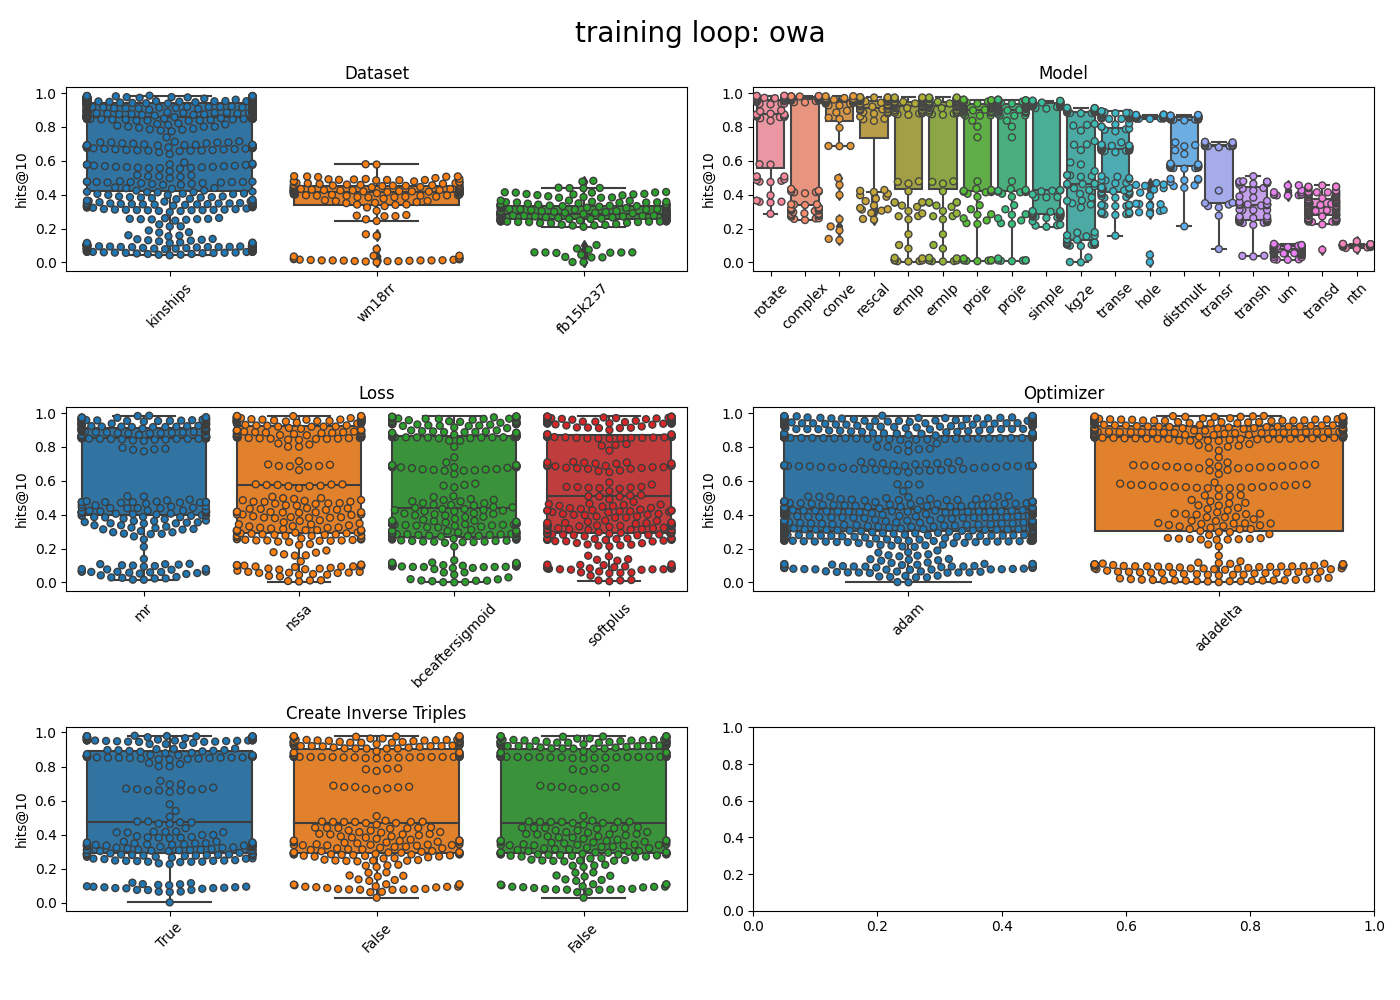 training loop: owa
Dataset
hits@10
1.0
0.8
0.6
0.4
0.2
0.0
kinships
wn18rr
fb15k237
Model
hits@10
1.0
0.8
0.6
0.4
0.2
0.0
rotate
complex
conve
rescal
ermlp
ermlp
proje
proje
simple
kg2e
transe
hole
distmult
transr
transh
um
transd
ntn
Loss
hits@10
1.0
0.8
0.6
0.4
0.2
0.0
mr
nssa
bceaftersigmoid
softplus
Optimizer
hits@10
1.0
0.8
0.6
0.4
0.2
0.0
adam
adadelta
Create Inverse Triples
hits@10
1.0
0.8
0.6
0.4
0.2
0.0
True
False
False
1.0
0.8
0.6
0.4
0.2
0.0
0.0 0.2 0.4 0.6 0.8 1.0